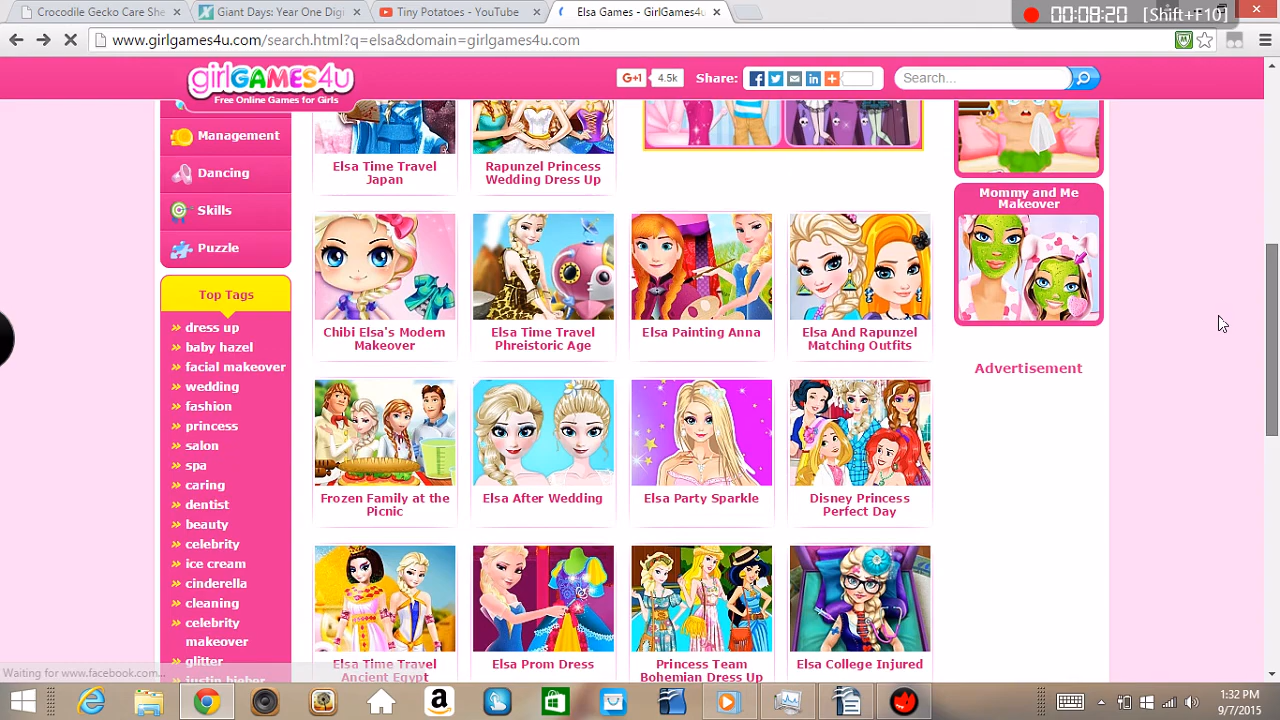 Crocodile Gecko Care She
Giant Days: Year One Digi
Tiny Potatoes - YouTube
Elsa Games - GirlGames4u
00:08:20 [Shift+F10]
www.girlgames4u.com/search.html?q=elsa&domain=girlgames4u.com
girlGAMES4u
Free Online Games for Girls
G+1 4.5k
Share:
Search...
Management
Dancing
Skills
Puzzle
Top Tags
dress up
baby hazel
facial makeover
wedding
fashion
princess
salon
spa
caring
dentist
beauty
celebrity
ice cream
cinderella
cleaning
celebrity
makeover
glitter
justin bieber
Elsa Time Travel
Japan
Rapunzel Princess
Wedding Dress Up
Chibi Elsa's Modern
Makeover
Elsa Time Travel
Phreistoric Age
Elsa Painting Anna
Elsa And Rapunzel
Matching Outfits
Frozen Family at the
Picnic
Elsa After Wedding
Elsa Party Sparkle
Disney Princess
Perfect Day
Elsa Time Travel
Ancient Egypt
Elsa Prom Dress
Princess Team
Bohemian Dress Up
Elsa College Injured
Mommy and Me
Makeover
Advertisement
Waiting for www.facebook.com...
1:32 PM
9/7/2015